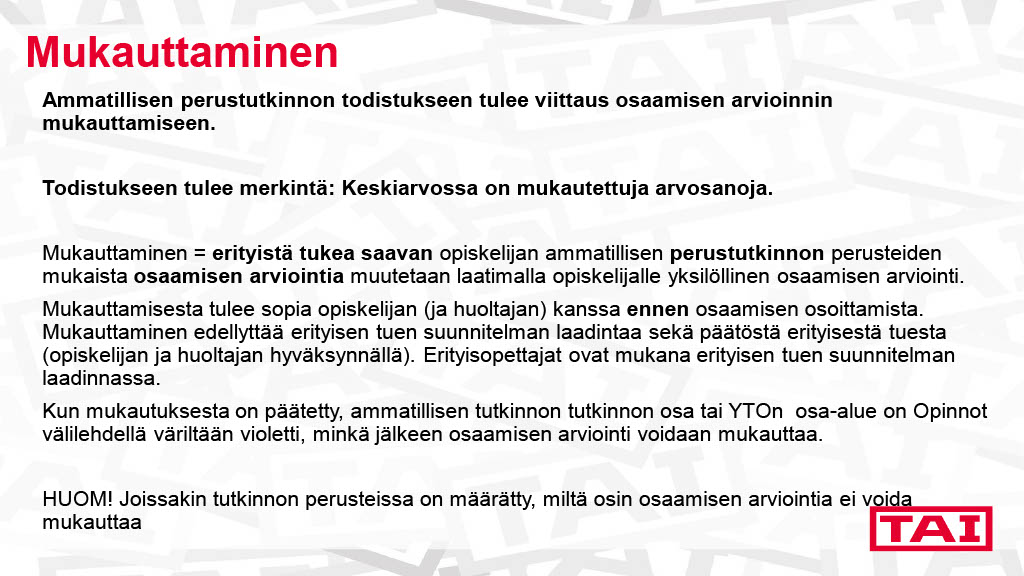 Mukauttaminen
Ammatillisen perustutkinnon todistukseen tulee viittaus osaamisen arvioinnin
mukauttamiseen.
Todistukseen tulee merkintä: Keskiarvossa on mukautettuja arvosanoja.
Mukauttaminen = erityistä tukea saavan opiskelijan ammatillisen perustutkinnon perusteiden
mukaista osaamisen arviointia muutetaan laatimalla opiskelijalle yksilöllinen osaamisen arviointi.
Mukauttamisesta tulee sopia opiskelijan (ja huoltajan) kanssa ennen osaamisen osoittamista.
Mukauttaminen edellyttää erityisen tuen suunnitelman laadintaa sekä päätöstä erityisestä tuesta
(opiskelijan ja huoltajan hyväksynnällä). Erityisopettajat ovat mukana erityisen tuen suunnitelman
laadinnassa.
Kun mukautuksesta on päätetty, ammatillisen tutkinnon tutkinnon osa tai YTOn  osa-alue on Opinnot
välilehdellä väriltään violetti, minkä jälkeen osaamisen arviointi voidaan mukauttaa.
HUOM! Joissakin tutkinnon perusteissa on määrätty, miltä osin osaamisen arviointia ei voida
mukauttaa
TAI